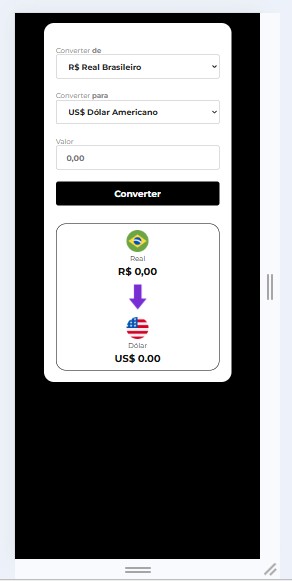 Converter de
R$ Real Brasileiro
Converter para
US$ Dólar Americano
Valor
0,00
Converter
Real
R$ 0,00
Dólar
US$ 0.00